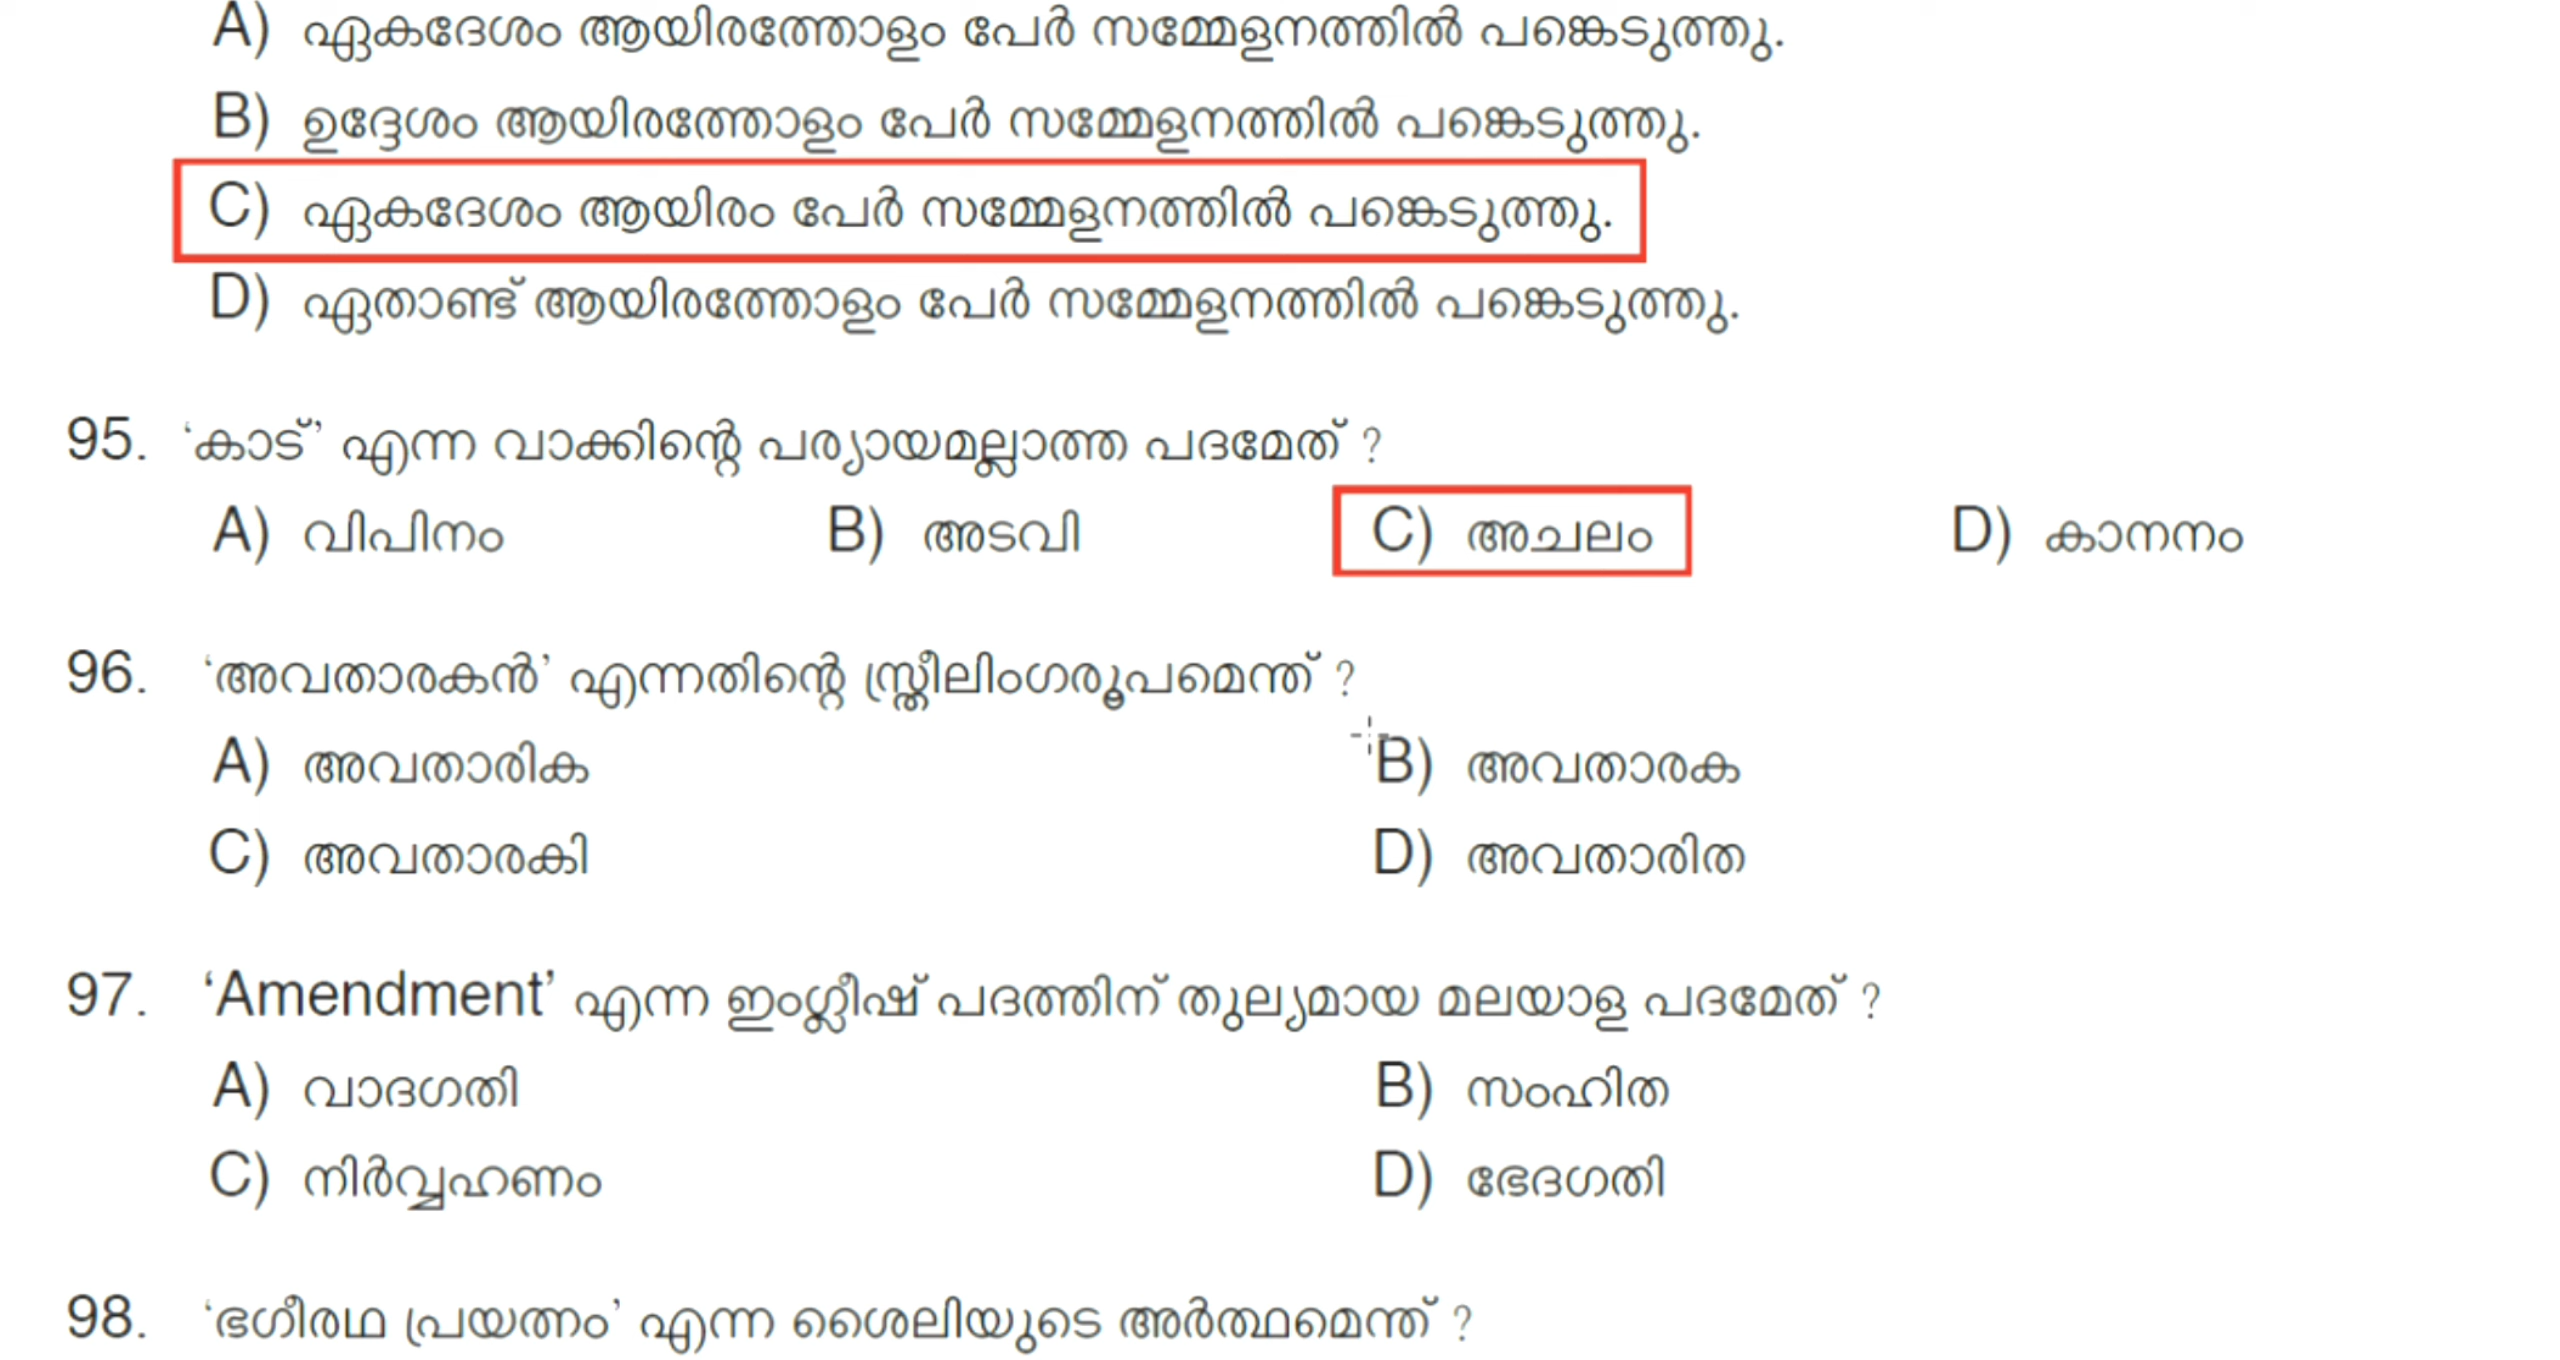 A) ഏകദേശം ആയിരത്തോളം പേർ സമ്മേളനത്തിൽ പങ്കെടുത്തു.
B) ഉദ്ദേശം ആയിരത്തോളം പേർ സമ്മേളനത്തിൽ പങ്കെടുത്തു.
C) ഏകദേശം ആയിരം പേർ സമ്മേളനത്തിൽ പങ്കെടുത്തു.
D) ഏതാണ്ട് ആയിരത്തോളം പേർ സമ്മേളനത്തിൽ പങ്കെടുത്തു.
95. ‘കാട്’ എന്ന വാക്കിന്റെ പര്യായമല്ലാത്ത പദമേത് ?
A) വിപിനം B) അടവി C) അചലം D) കാനനം
96. ‘അവതാരകൻ’ എന്നതിന്റെ സ്ത്രീലിംഗരൂപമെന്ത് ?
A) അവതാരിക B) അവതാരക
C) അവതാരകി D) അവതാരിത
97. ‘Amendment’ എന്ന ഇംഗ്ലീഷ് പദത്തിന് തുല്യമായ മലയാള പദമേത് ?
A) വാദഗതി B) സംഹിത
C) നിർവ്വഹണം D) ഭേദഗതി
98. ‘ഭഗീരഥ പ്രയത്നം’ എന്ന ശൈലിയുടെ അർത്ഥമെന്ത് ?